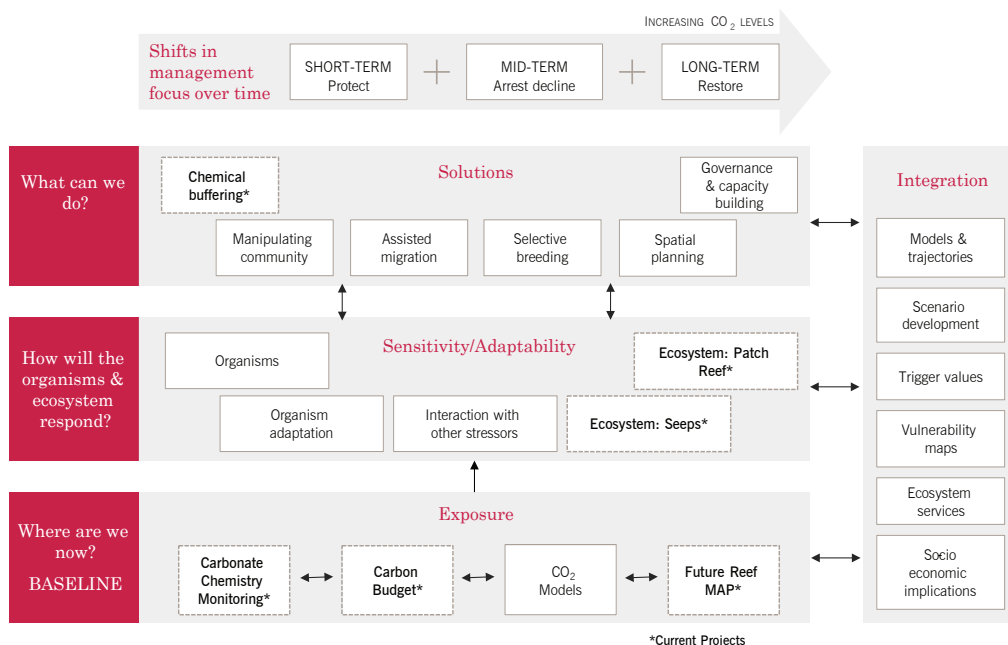 INCREASING CO2 LEVELS
Shifts in
management
focus over time
SHORT-TERM
Protect
MID-TERM
Arrest decline
LONG-TERM
Restore
What can we
do?
Solutions
Chemical
buffering*
Governance
& capacity
building
Manipulating
community
Assisted
migration
Selective
breeding
Spatial
planning
How will the
organisms &
ecosystem
respond?
Sensitivity/Adaptability
Organisms
Ecosystem: Patch
Reef*
Organism
adaptation
Interaction with
other stressors
Ecosystem: Seeps*
Where are we
now?
BASELINE
Exposure
Carbonate
Chemistry
Monitoring*
Carbon
Budget*
CO2
Models
Future Reef
MAP*
Integration
Models &
trajectories
Scenario
development
Trigger values
Vulnerability
maps
Ecosystem
services
Socio-
economic
implications
*Current Projects